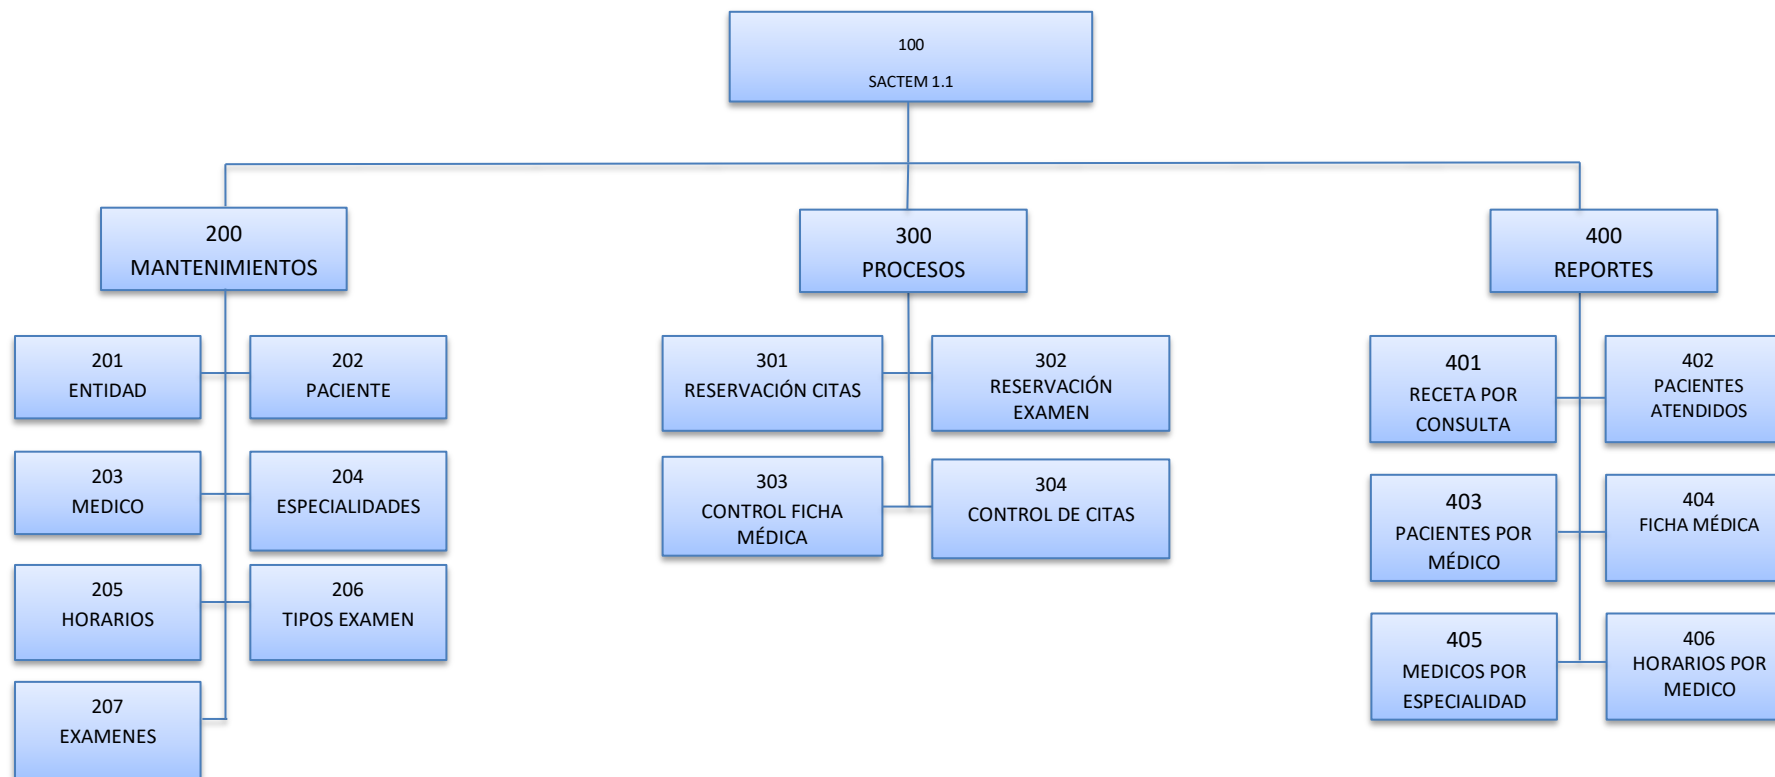 100
SACTEM 1.1
200
MANTENIMIENTOS
300
PROCESOS
400
REPORTES
201
ENTIDAD
202
PACIENTE
203
MEDICO
204
ESPECIALIDADES
205
HORARIOS
206
TIPOS EXAMEN
207
EXAMENES
301
RESERVACIÓN CITAS
302
RESERVACIÓN
EXAMEN
303
CONTROL FICHA
MÉDICA
304
CONTROL DE CITAS
401
RECETA POR
CONSULTA
402
PACIENTES
ATENDIDOS
403
PACIENTES POR
MÉDICO
404
FICHA MÉDICA
405
MEDICOS POR
ESPECIALIDAD
406
HORARIOS POR
MEDICO